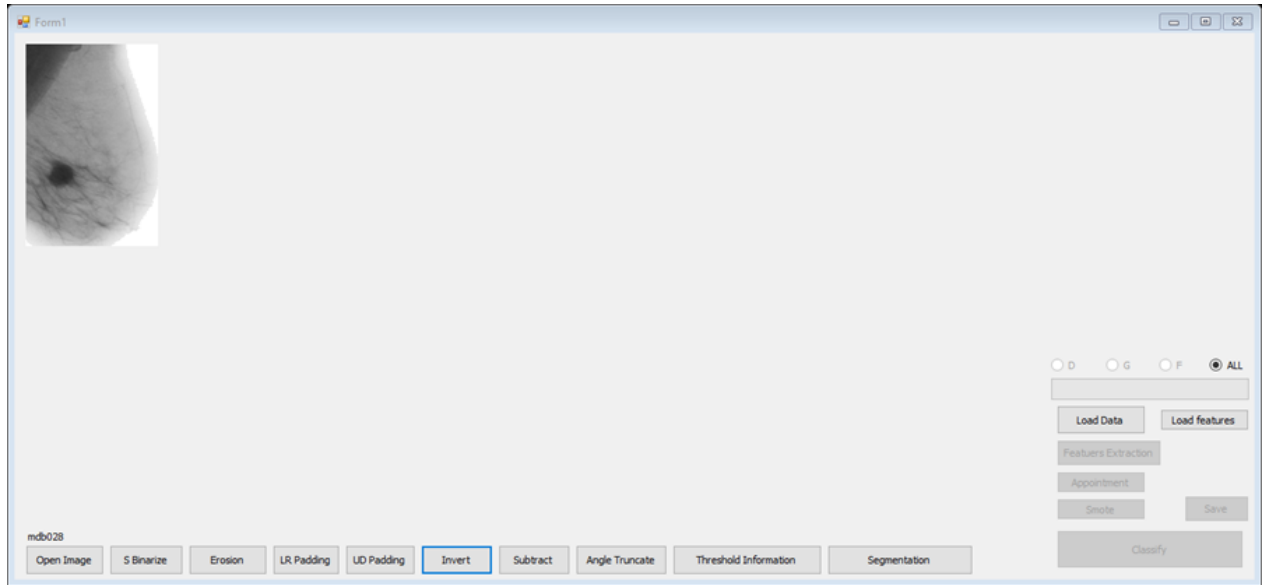 Form1
D G F ALL
Load Data Load features
Featuers Extraction
Appointment
Smote Save
Classify
mdb028
Open Image S Binarize Erosion LR Padding UD Padding Invert Subtract Angle Truncate Threshold Information Segmentation